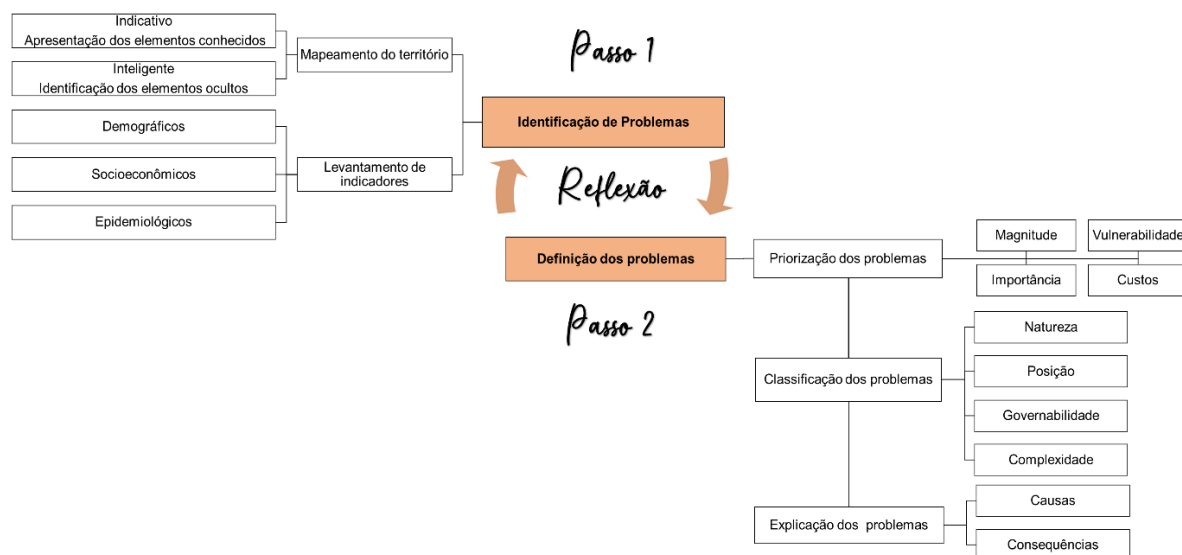 Indicativo
Apresentação dos elementos conhecidos
Inteligente
Identificação dos elementos ocultos
Mapeamento do território
Demográficos
Socioeconômicos
Epidemiológicos
Levantamento de
indicadores
Passo 1
Identificação de Problemas
Reflexão
Definição dos problemas
Passo 2
Priorização dos problemas
Magnitude
Vulnerabilidade
Importância
Custos
Classificação dos problemas
Natureza
Posição
Governabilidade
Complexidade
Explicação dos problemas
Causas
Consequências